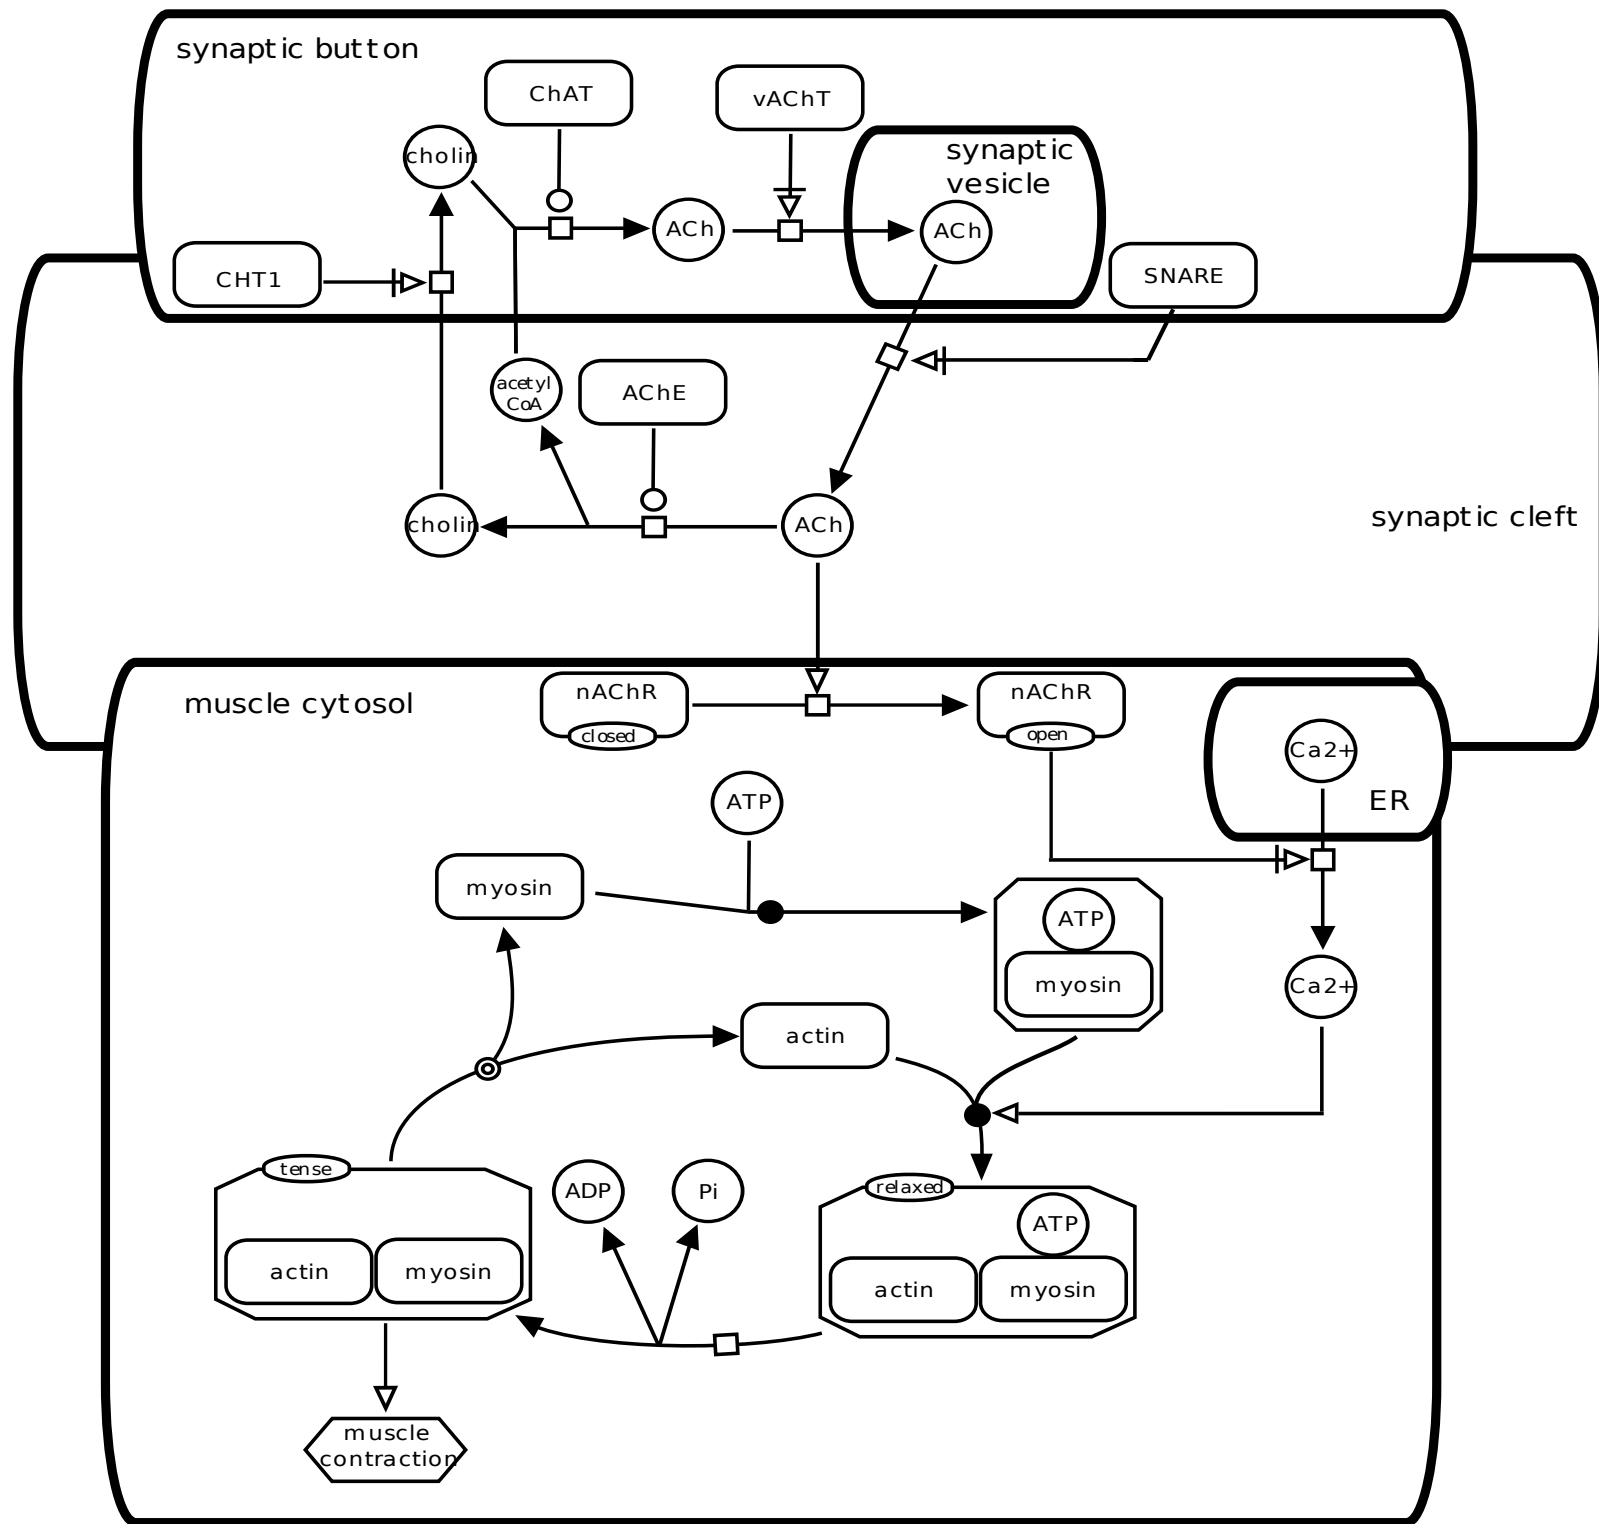 synaptic button
ChAT
vAChT
synaptic
vesicle
cholin
ACh
ACh
CHT1
SNARE
acetyl
CoA
AChE
cholin
ACh
synaptic cleft
muscle cytosol
nAChR
closed
nAChR
open
Ca2+
ER
ATP
myosin
ATP
myosin
Ca2+
actin
tense
ADP
Pi
relaxed
ATP
actin
myosin
actin
myosin
muscle
contraction